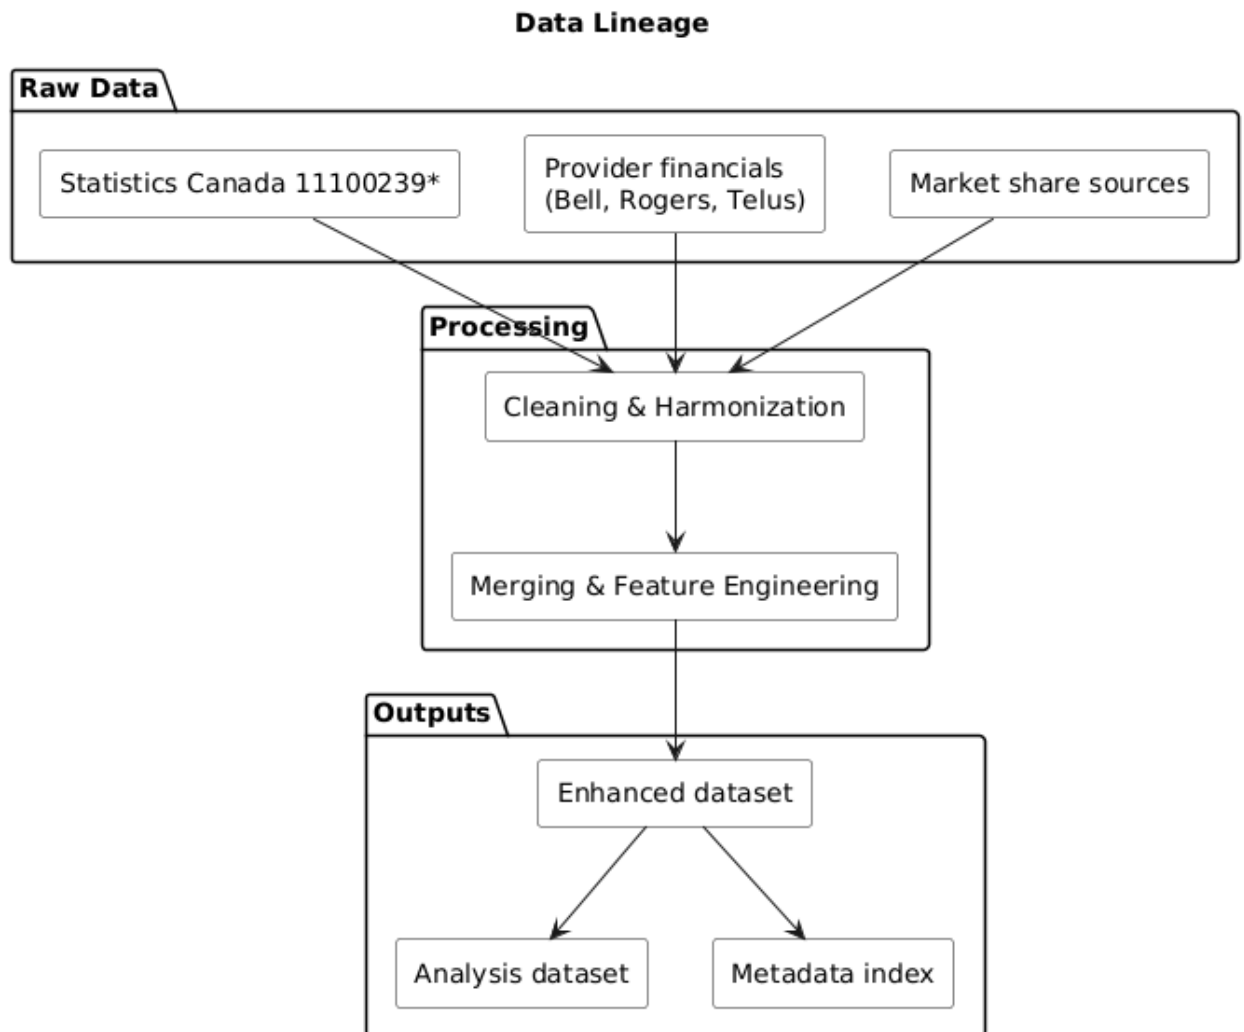 Data Lineage
Raw Data
Statistics Canada 11100239*
Provider financials
(Bell, Rogers, Telus)
Market share sources
Processing
Cleaning & Harmonization
Merging & Feature Engineering
Outputs
Enhanced dataset
Analysis dataset
Metadata index